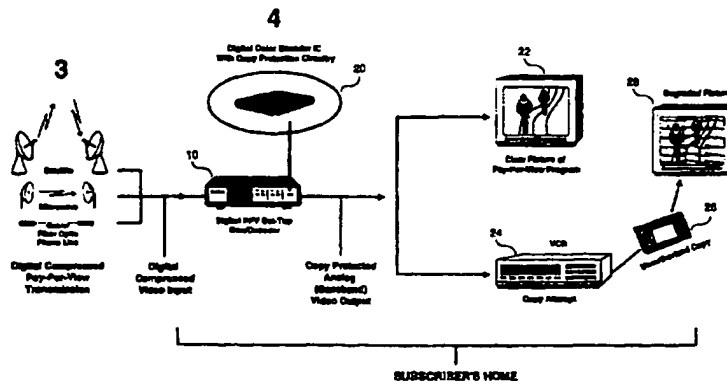 3
Satellite
Microwave
Fiber Optic
Phone Line
Digital Compressed
Pay-Per-View
Transmission
4
Digital Color Encoder IC
With Copy Protection Circuitry
20
10
Digital PPV Set-Top
Box/Decoder
Digital
Compressed
Video Input
Copy Protected
Analog
(Baseband)
Video Output
22
Clear Picture of
Pay-Per-View Program
24
VCR
Copy Attempt
28
Degraded Picture
26
Unauthorized Copy
SUBSCRIBER'S HOME